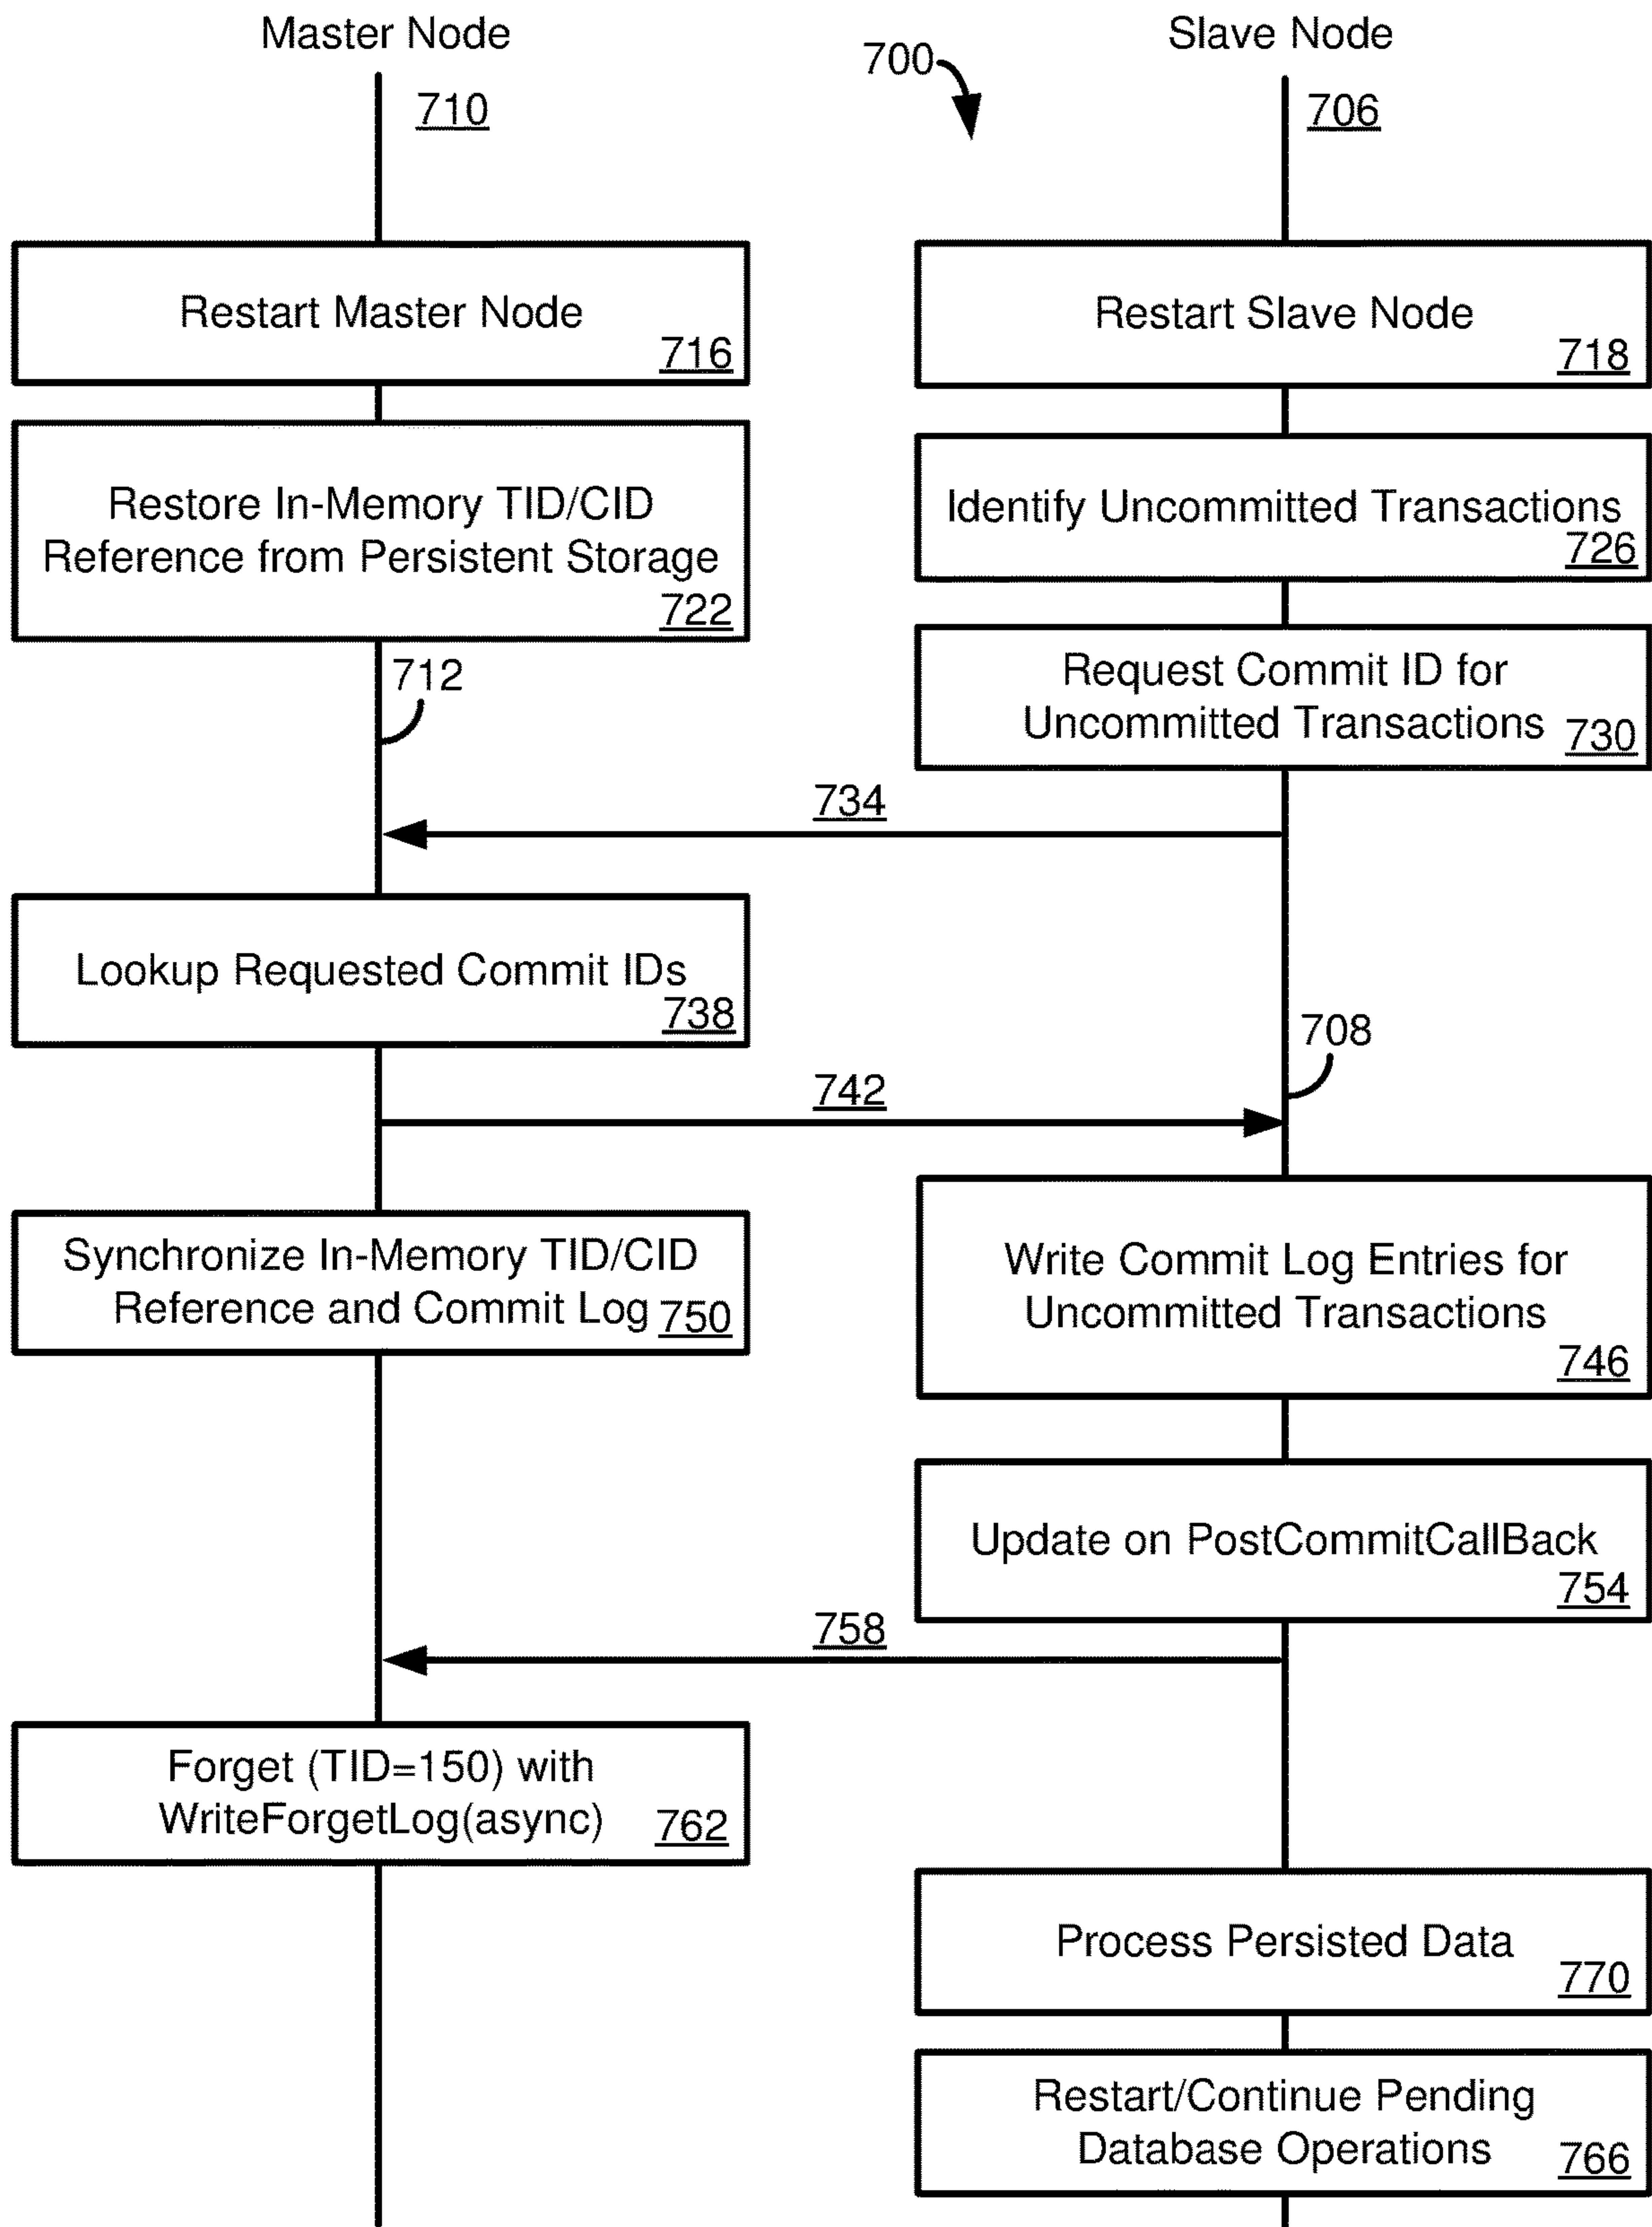 Master Node
Slave Node
700
710
706
Restart Master Node
716
Restart Slave Node
718
Restore In-Memory TID/CID
Reference from Persistent Storage
722
Identify Uncommitted Transactions
726
Request Commit ID for
Uncommitted Transactions 730
712
734
Lookup Requested Commit IDs
738
708
742
Synchronize In-Memory TID/CID
Reference and Commit Log 750
Write Commit Log Entries for
Uncommitted Transactions
746
Update on PostCommitCallBack
754
758
Forget (TID=150) with
WriteForgetLog(async) 762
Process Persisted Data
770
Restart/Continue Pending
Database Operations 766